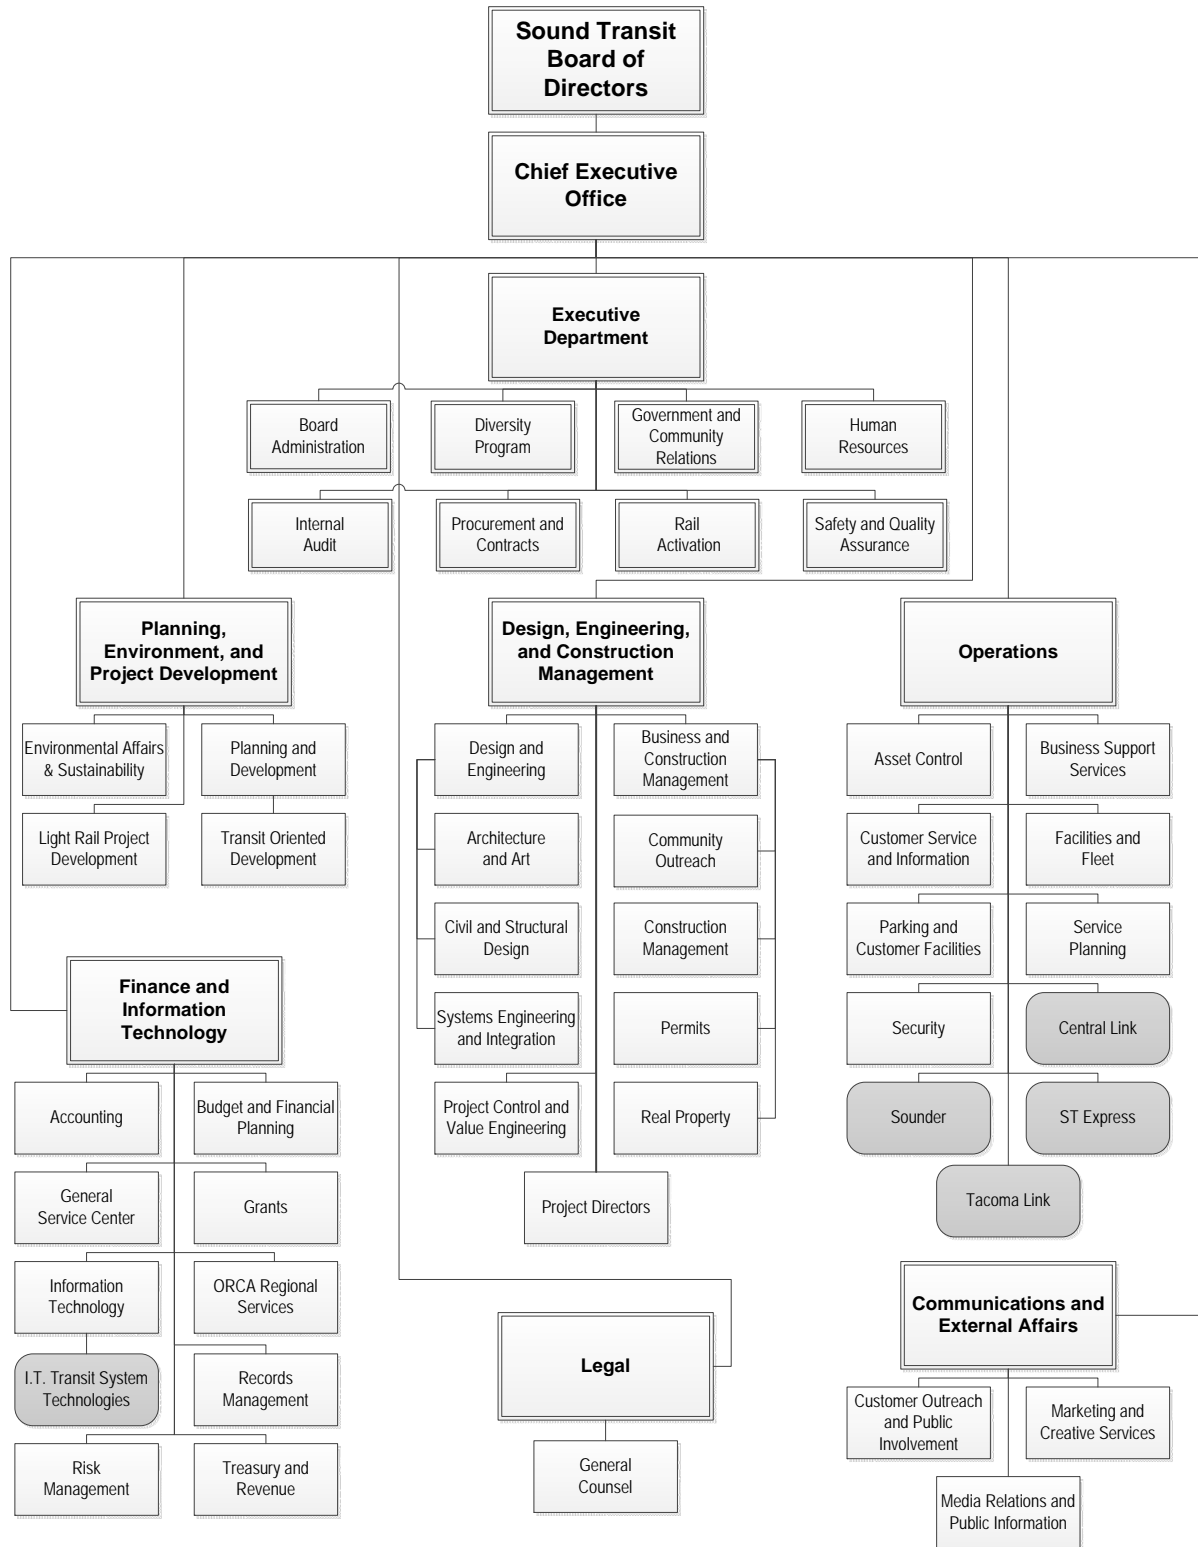 Sound Transit
Board of
Directors
Chief Executive
Office
Executive
Department
Board
Administration
Diversity
Program
Government and
Community
Relations
Human
Resources
Internal
Audit
Procurement and
Contracts
Rail
Activation
Safety and Quality
Assurance
Planning,
Environment, and
Project Development
Environmental Affairs
& Sustainability
Planning and
Development
Light Rail Project
Development
Transit Oriented
Development
Design, Engineering,
and Construction
Management
Design and
Engineering
Business and
Construction
Management
Architecture
and Art
Community
Outreach
Civil and Structural
Design
Construction
Management
Systems Engineering
and Integration
Permits
Project Control and
Value Engineering
Real Property
Project Directors
Operations
Asset Control
Business Support
Services
Customer Service
and Information
Facilities and
Fleet
Parking and
Customer Facilities
Service
Planning
Security
Central Link
Sounder
ST Express
Tacoma Link
Finance and
Information
Technology
Accounting
Budget and Financial
Planning
General
Service Center
Grants
Information
Technology
ORCA Regional
Services
I.T. Transit System
Technologies
Records
Management
Risk
Management
Treasury and
Revenue
Legal
General
Counsel
Communications and
External Affairs
Customer Outreach
and Public
Involvement
Marketing and
Creative Services
Media Relations and
Public Information